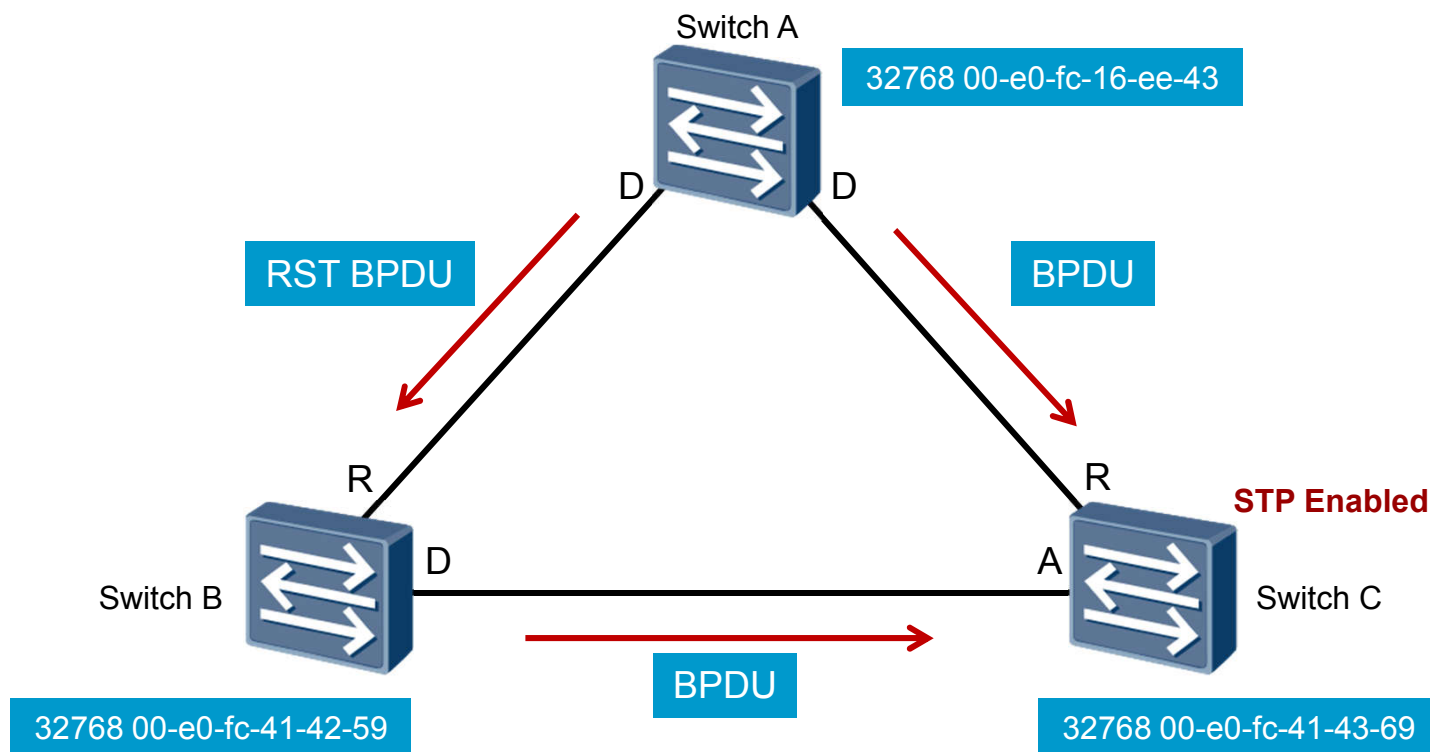 Switch A
32768 00-e0-fc-16-ee-43
D
D
RST BPDU
BPDU
R
R
STP Enabled
D
A
Switch B
Switch C
BPDU
32768 00-e0-fc-41-42-59
32768 00-e0-fc-41-43-69